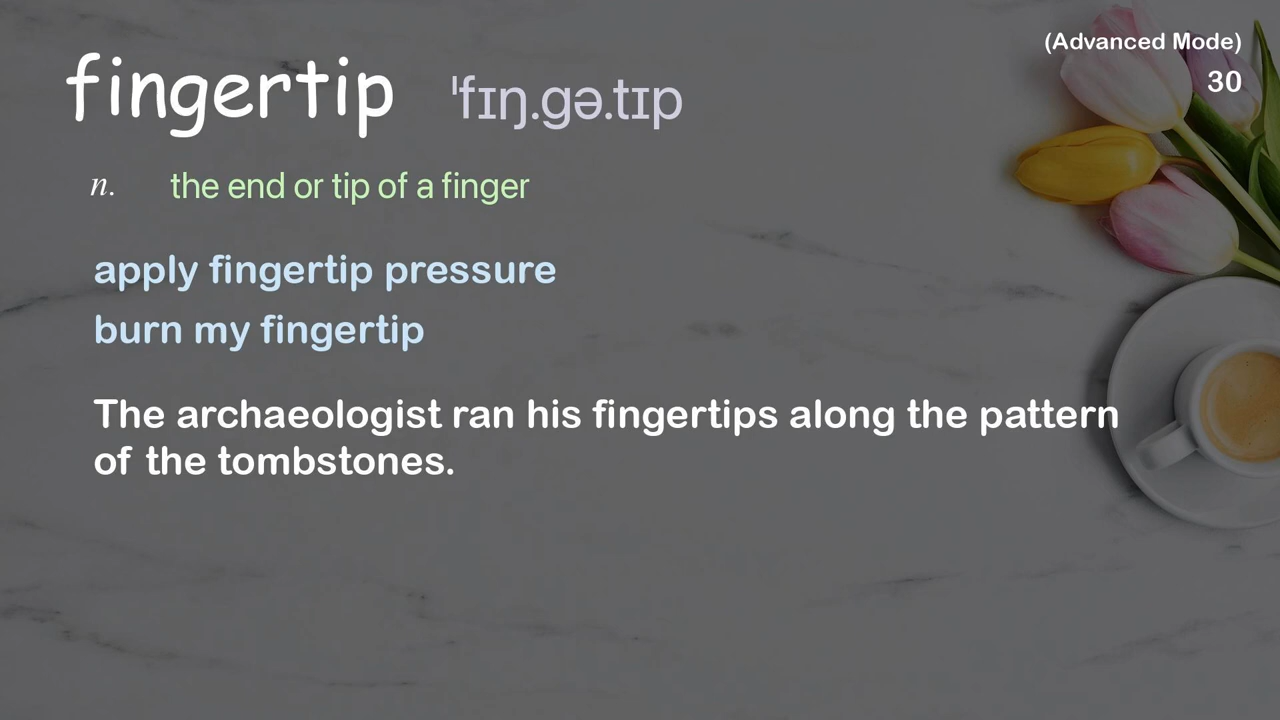 (Advanced Mode)
30
fingertip ˈfɪŋ.gə.tɪp
n. the end or tip of a finger
apply fingertip pressure
burn my fingertip
The archaeologist ran his fingertips along the pattern
of the tombstones.